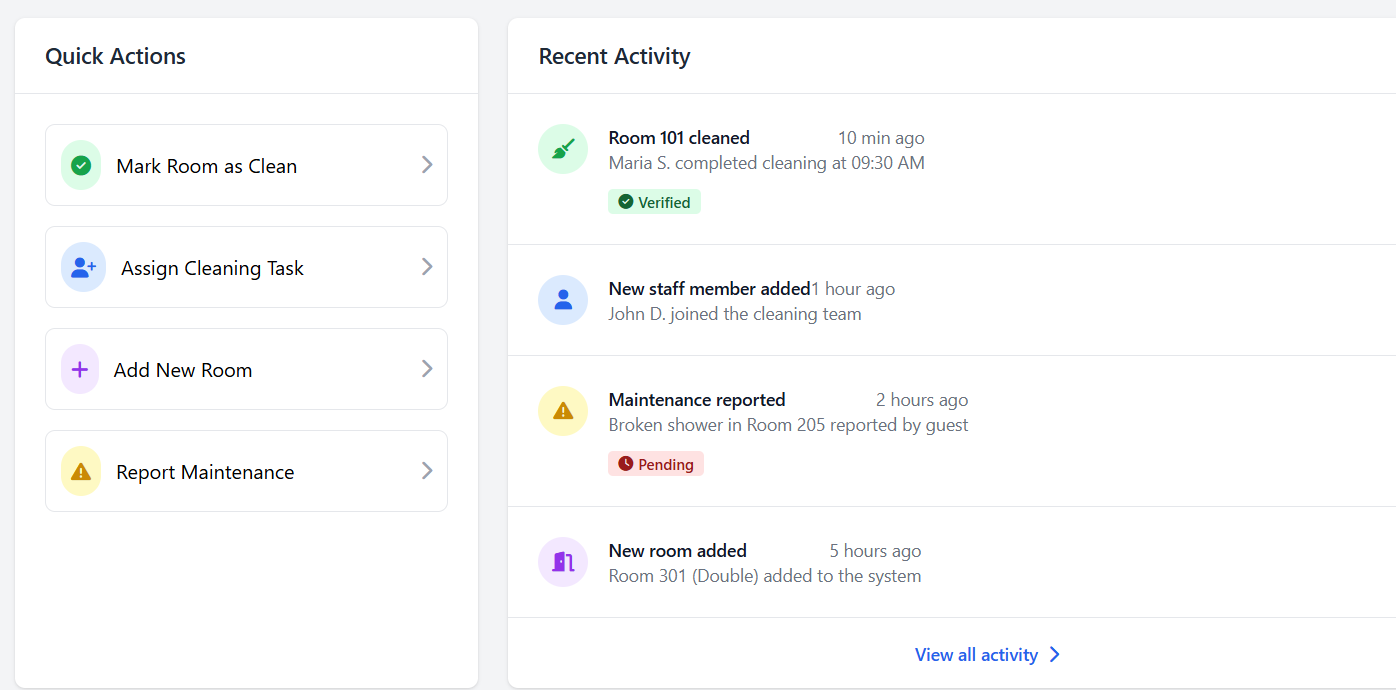 Quick Actions
Mark Room as Clean
Assign Cleaning Task
Add New Room
Report Maintenance
Recent Activity
Room 101 cleaned 10 min ago
Maria S. completed cleaning at 09:30 AM
Verified
New staff member added 1 hour ago
John D. joined the cleaning team
Maintenance reported 2 hours ago
Broken shower in Room 205 reported by guest
Pending
New room added 5 hours ago
Room 301 (Double) added to the system
View all activity